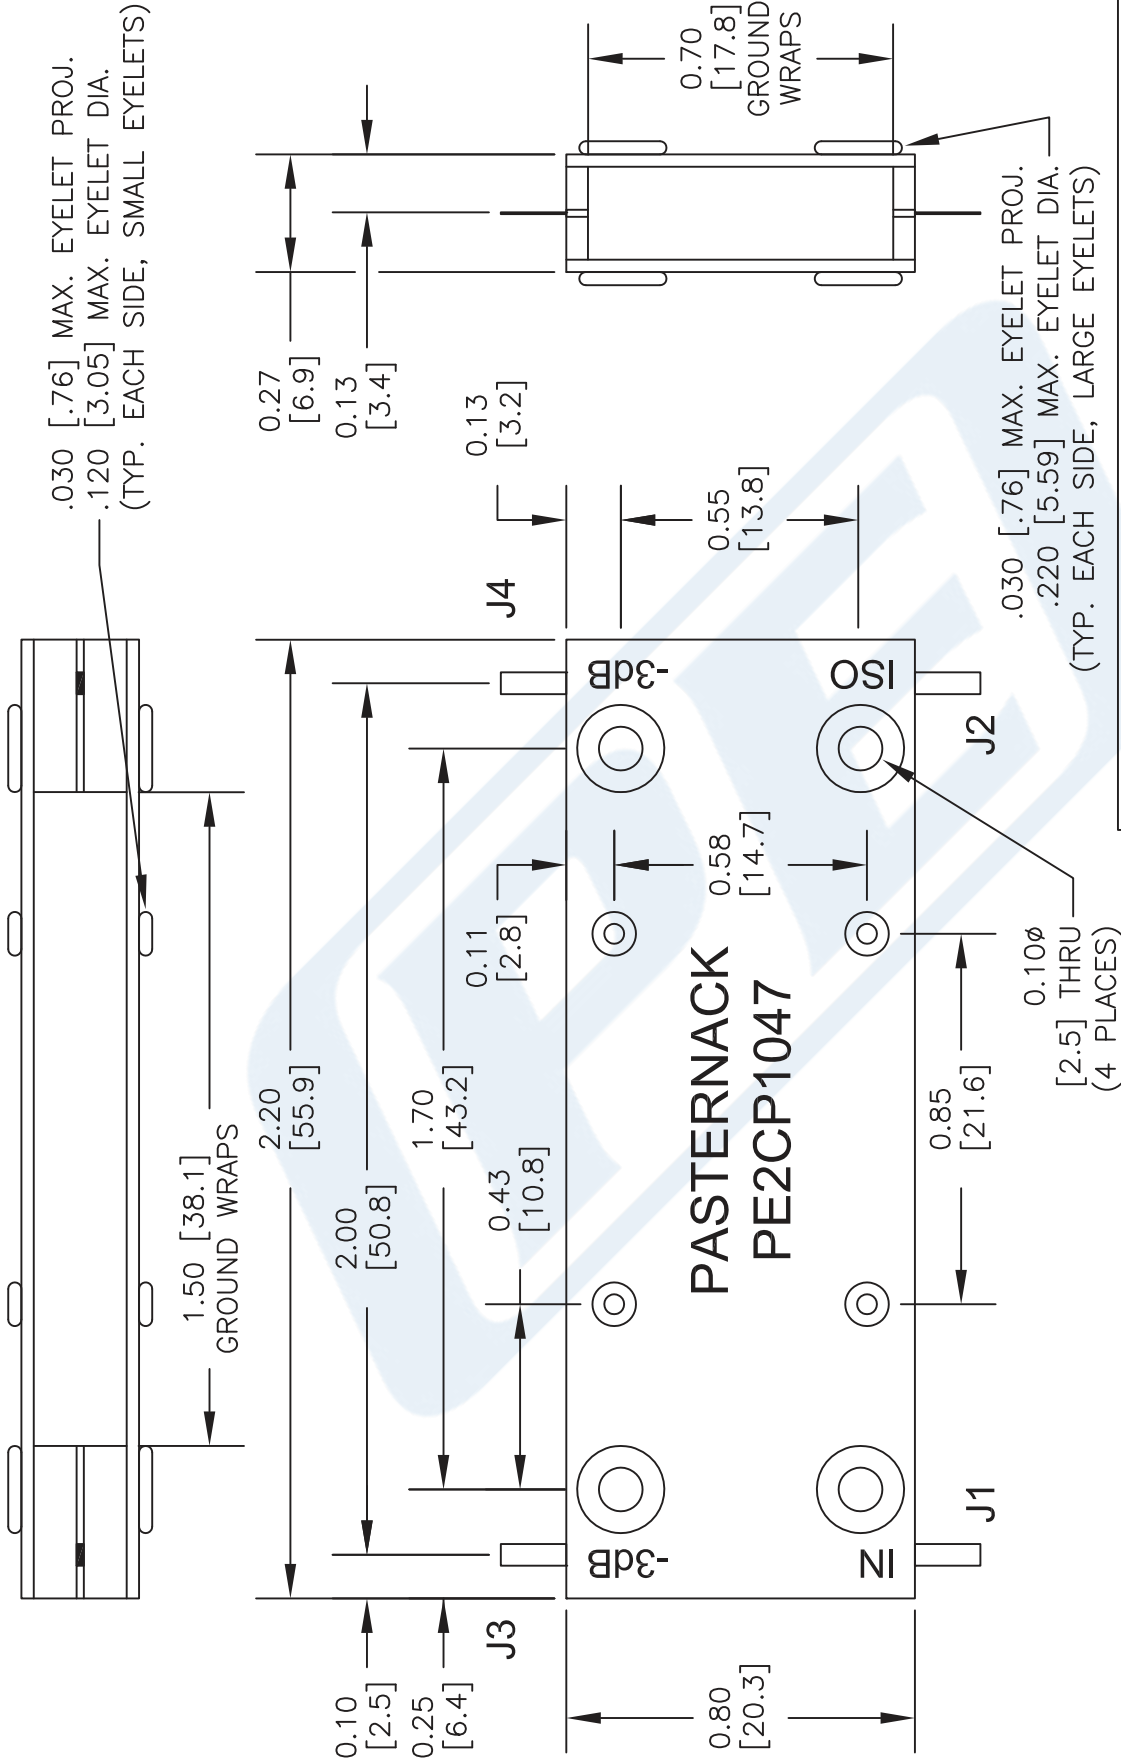 .030 [.76] MAX. EYELET PROJ.
.120 [3.05] MAX. EYELET DIA.
(TYP. EACH SIDE, SMALL EYELETS)
1.50 [38.1]
GROUND WRAPS
2.20
[55.9]
2.00
[50.8]
1.70
[43.2]
0.43
[10.8]
0.10
[2.5]
0.25
[6.4]
0.27
[6.9]
0.13
[3.4]
0.13
[3.2]
0.55
[13.8]
0.11
[2.8]
0.58
[14.7]
0.70
[17.8]
GROUND
WRAPS
J3
J4
-3dB
-3dB
PASTERNACK
PE2CP1047
IN
ISO
J1
J2
0.80
[20.3]
0.85
[21.6]
0.10ø
[2.5] THRU
(4 PLACES)
.030 [.76] MAX. EYELET PROJ.
.220 [5.59] MAX. EYELET DIA.
(TYP. EACH SIDE, LARGE EYELETS)
PE